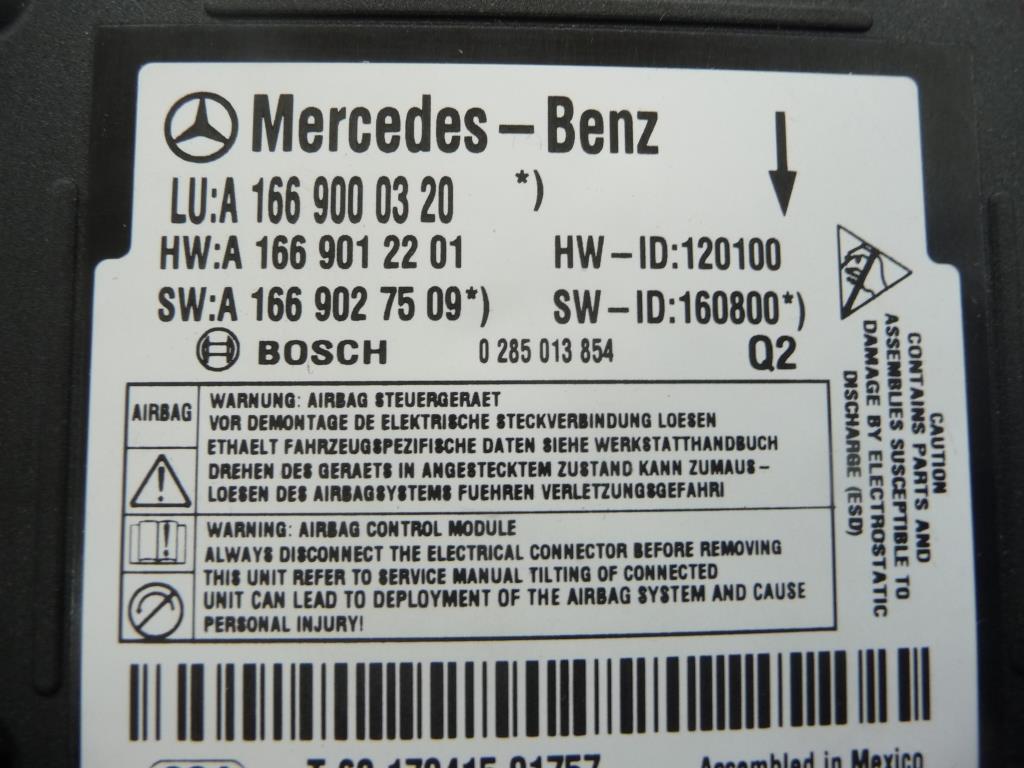 Mercedes – Benz
LU:A 166 900 03 20 *)
HW:A 166 901 22 01 HW – ID:120100
SW:A 166 902 75 09*) SW – ID:160800*)
BOSCH 0 285 013 854 Q2
AIRBAG
WARNUNG: AIRBAG STEUERGERAET
VOR DEMONTAGE DE ELEKTRISCHE STECKVERBINDUNG LOESEN
ETHAELT FAHRZEUGSPEZIFISCHE DATEN SIEHE WERKSTATTHANDBUCH
DREHEN DES GERAETS IN ANGESTECKTEM ZUSTAND KANN ZUMAUS–
LOESEN DES AIRBAGSYSTEMS FUEHREN VERLETZUNGSGEFAHR!
WARNING: AIRBAG CONTROL MODULE
ALWAYS DISCONNECT THE ELECTRICAL CONNECTOR BEFORE REMOVING
THIS UNIT REFER TO SERVICE MANUAL TILTING OF CONNECTED
UNIT CAN LEAD TO DEPLOYMENT OF THE AIRBAG SYSTEM AND CAUSE
PERSONAL INJURY!
CAUTION
CONTAINS PARTS AND
ASSEMBLIES SUSCEPTIBLE TO
DAMAGE BY ELECTROSTATIC
DISCHARGE (ESD)
Assembled in Mexico